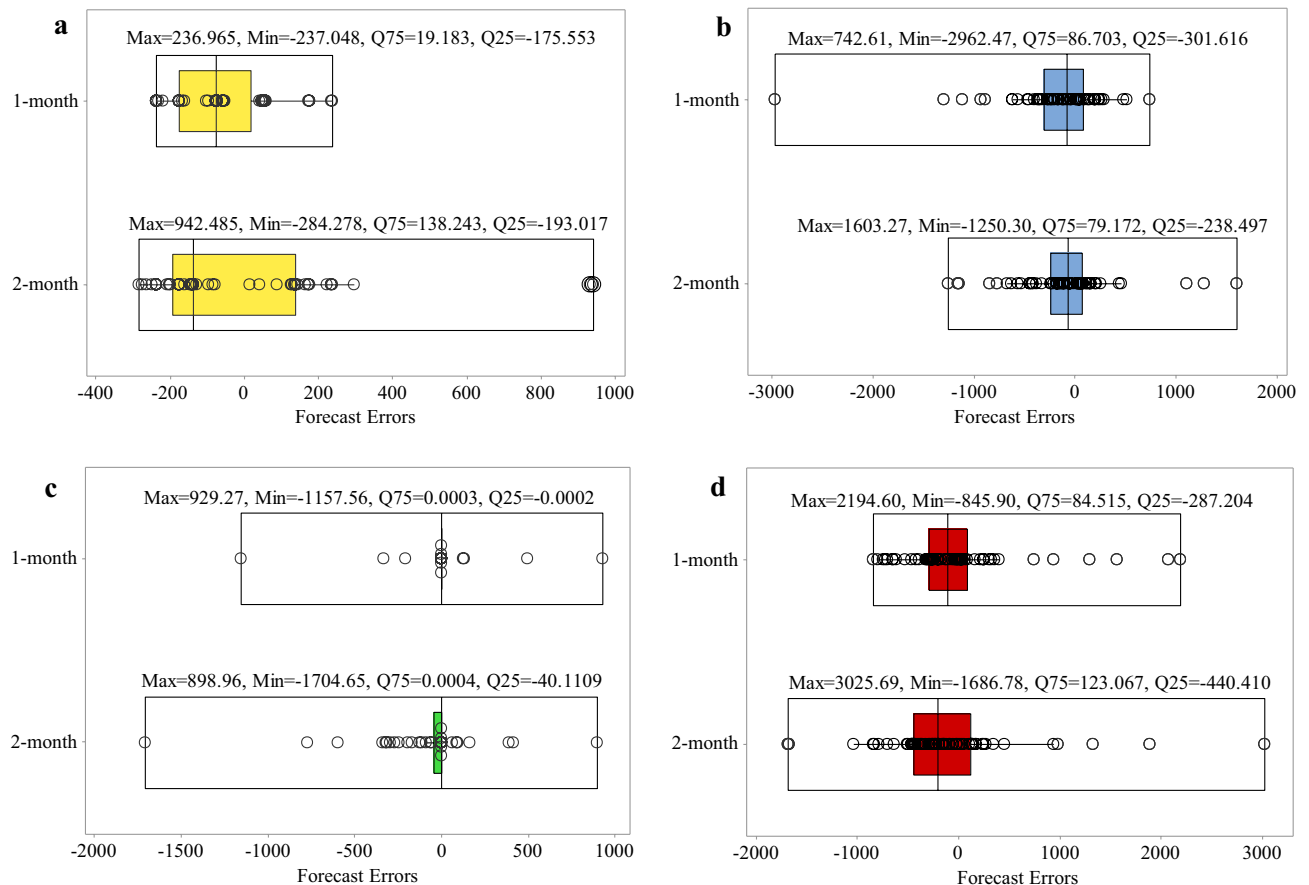 a
Max=236.965, Min=-237.048, Q75=19.183, Q25=-175.553
1-month
Max=942.485, Min=-284.278, Q75=138.243, Q25=-193.017
2-month
-400 -200 0 200 400 600 800 1000
Forecast Errors
b
Max=742.61, Min=-2962.47, Q75=86.703, Q25=-301.616
1-month
Max=1603.27, Min=-1250.30, Q75=79.172, Q25=-238.497
2-month
-3000 -2000 -1000 0 1000 2000
Forecast Errors
c
Max=929.27, Min=-1157.56, Q75=0.0003, Q25=-0.0002
1-month
Max=898.96, Min=-1704.65, Q75=0.0004, Q25=-40.1109
2-month
-2000 -1500 -1000 -500 0 500 1000
Forecast Errors
d
Max=2194.60, Min=-845.90, Q75=84.515, Q25=-287.204
1-month
Max=3025.69, Min=-1686.78, Q75=123.067, Q25=-440.410
2-month
-2000 -1000 0 1000 2000 3000
Forecast Errors